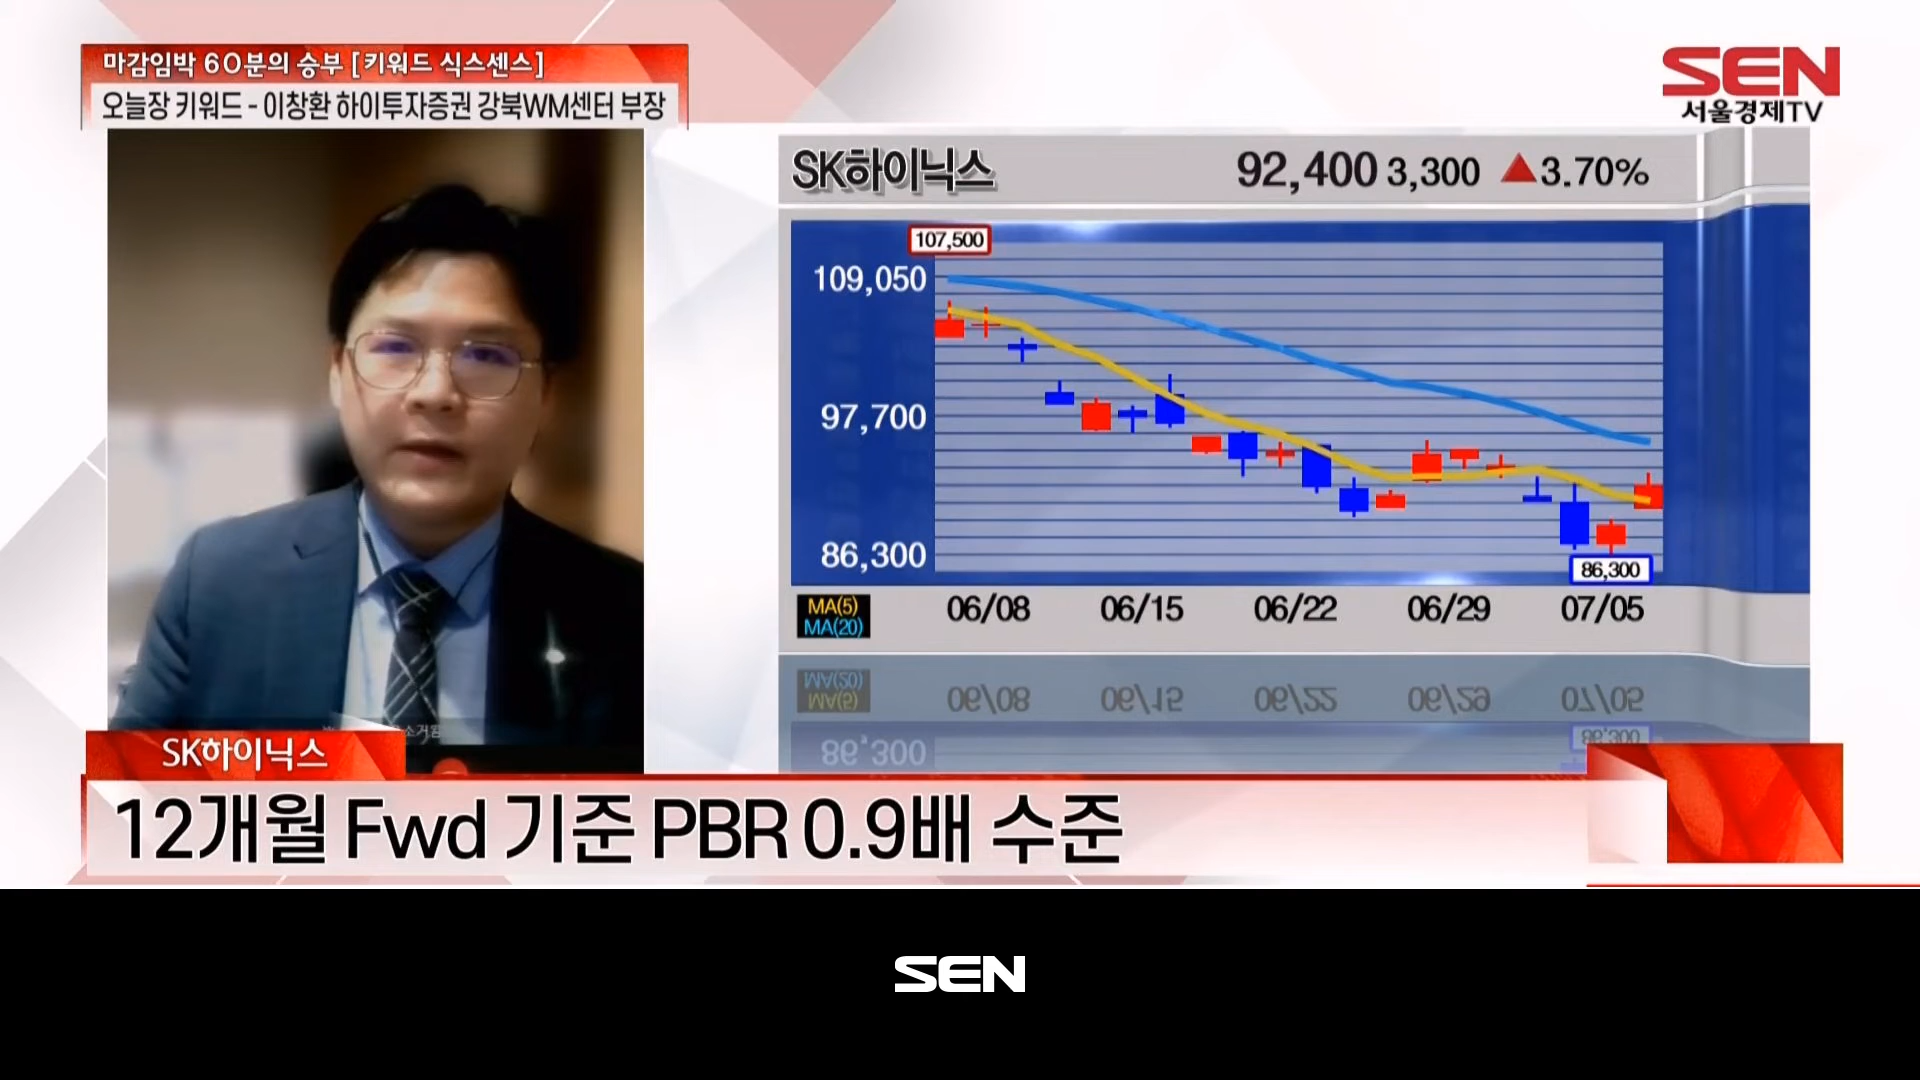 마감임박 60분의 승부 [키워드 식스센스]
오늘장 키워드 - 이창환 하이투자증권 강북WM센터 부장
SEN
서울경제TV
SK하이닉스 92,400 3,300 ▲3.70%
107,500
109,050
97,700
86,300
86,300
MA(5)
MA(20)
06/08 06/15 06/22 06/29 07/05
SK하이닉스
12개월 Fwd 기준 PBR 0.9배 수준
SEN